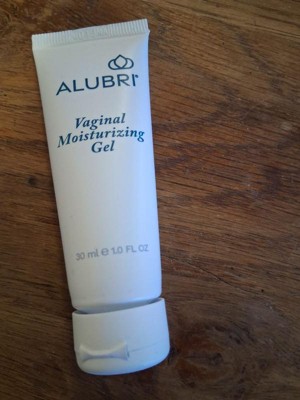 ALUBRI®
Vaginal
Moisturizing
Gel
30 ml e 1.0 FL OZ